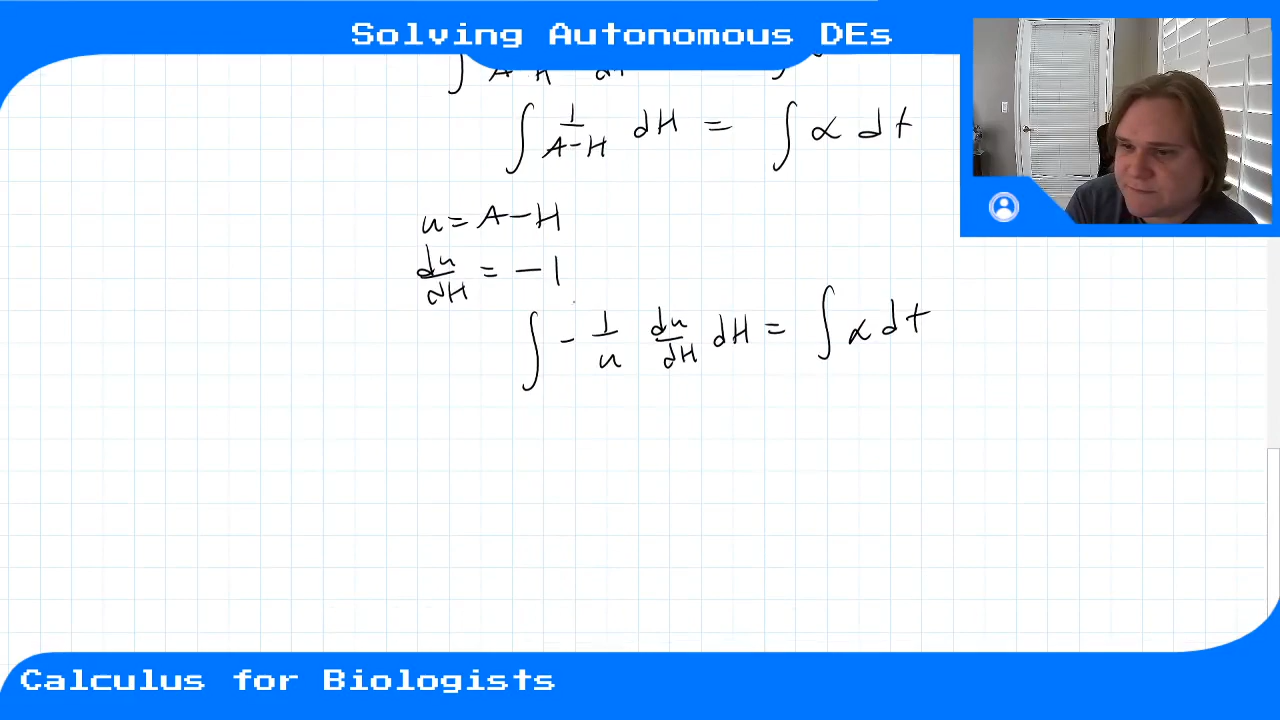 Solving Autonomous DEs
∫ 1/(A-H) dH = ∫ α dt
u = A-H
du/dH = -1
∫ - 1/u du/dH dH = ∫ α dt
Calculus for Biologists